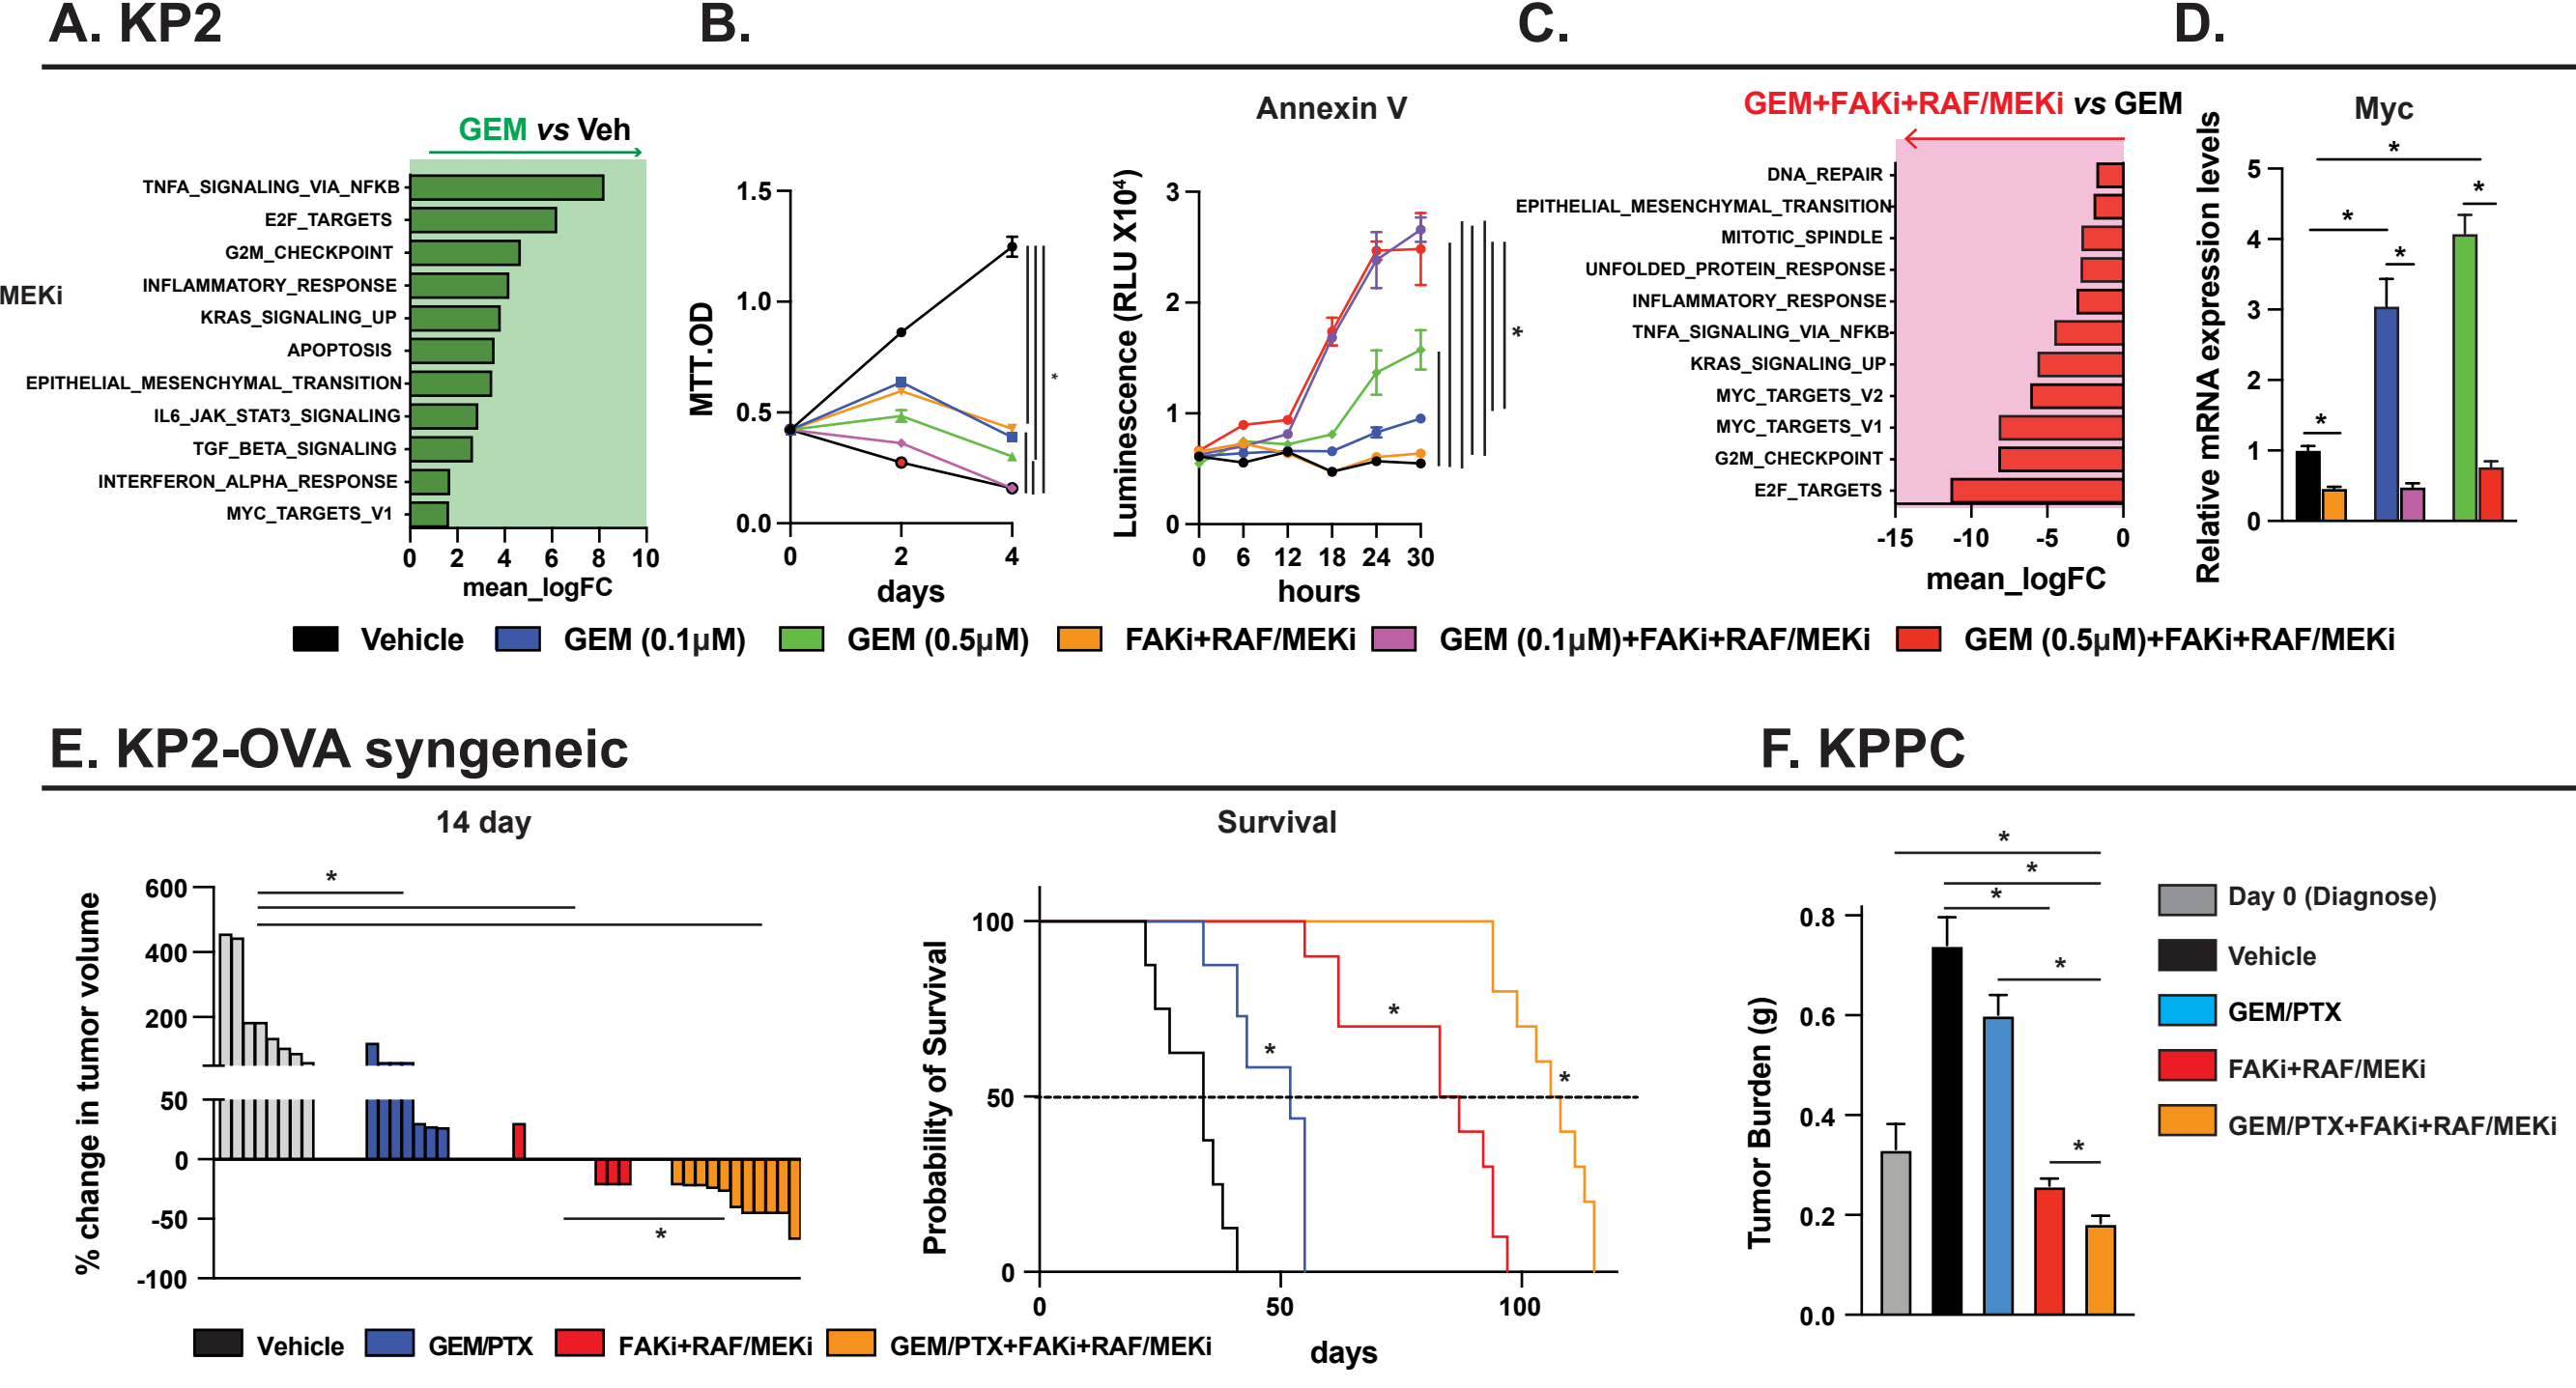 A. KP2
B.
C.
D.
GEM vs Veh
TNFA_SIGNALING_VIA_NFKB
E2F_TARGETS
G2M_CHECKPOINT
INFLAMMATORY_RESPONSE
MEKi
KRAS_SIGNALING_UP
APOPTOSIS
EPITHELIAL_MESENCHYMAL_TRANSITION
IL6_JAK_STAT3_SIGNALING
TGF_BETA_SIGNALING
INTERFERON_ALPHA_RESPONSE
MYC_TARGETS_V1
0 2 4 6 8 10
mean_logFC
MTT.OD
1.5
1.0
0.5
0.0
0 2 4
days
*
Annexin V
Luminescence (RLU X10⁴)
3
2
1
0
0 6 12 18 24 30
hours
*
GEM+FAKi+RAF/MEKi vs GEM
DNA_REPAIR
EPITHELIAL_MESENCHYMAL_TRANSITION
MITOTIC_SPINDLE
UNFOLDED_PROTEIN_RESPONSE
INFLAMMATORY_RESPONSE
TNFA_SIGNALING_VIA_NFKB
KRAS_SIGNALING_UP
MYC_TARGETS_V2
MYC_TARGETS_V1
G2M_CHECKPOINT
E2F_TARGETS
-15 -10 -5 0
mean_logFC
Myc
Relative mRNA expression levels
5
4
3
2
1
0
*
*
*
*
*
Vehicle GEM (0.1μM) GEM (0.5μM) FAKi+RAF/MEKi GEM (0.1μM)+FAKi+RAF/MEKi GEM (0.5μM)+FAKi+RAF/MEKi
E. KP2-OVA syngeneic
F. KPPC
14 day
% change in tumor volume
600
400
200
50
0
-50
-100
*
*
Survival
Probability of Survival
100
50
0
*
*
*
0 50 100
days
Vehicle GEM/PTX FAKi+RAF/MEKi GEM/PTX+FAKi+RAF/MEKi
Tumor Burden (g)
0.8
0.6
0.4
0.2
0.0
*
*
*
*
*
Day 0 (Diagnose)
Vehicle
GEM/PTX
FAKi+RAF/MEKi
GEM/PTX+FAKi+RAF/MEKi